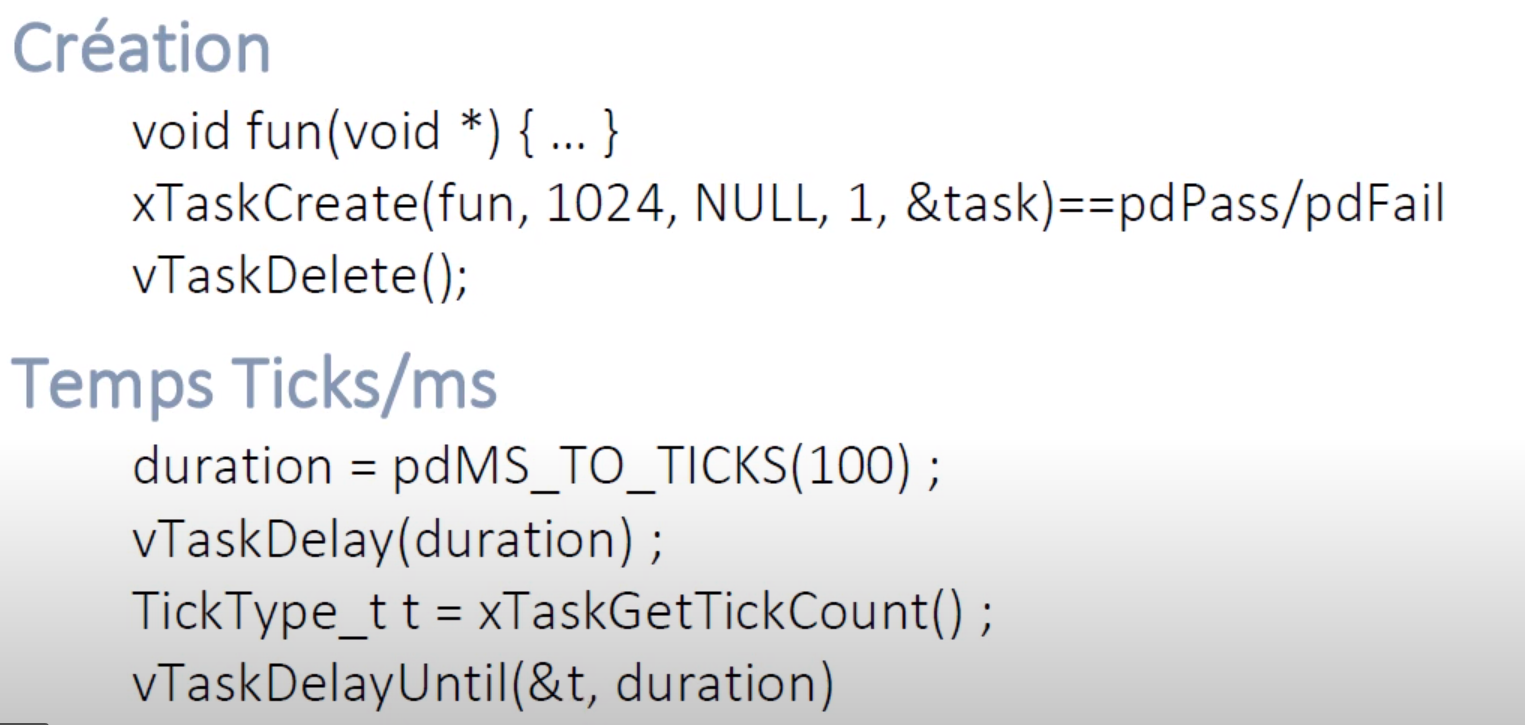 Création
void fun(void *) { ... }
xTaskCreate(fun, 1024, NULL, 1, &task)==pdPass/pdFail
vTaskDelete();
Temps Ticks/ms
duration = pdMS_TO_TICKS(100) ;
vTaskDelay(duration) ;
TickType_t t = xTaskGetTickCount() ;
vTaskDelayUntil(&t, duration)